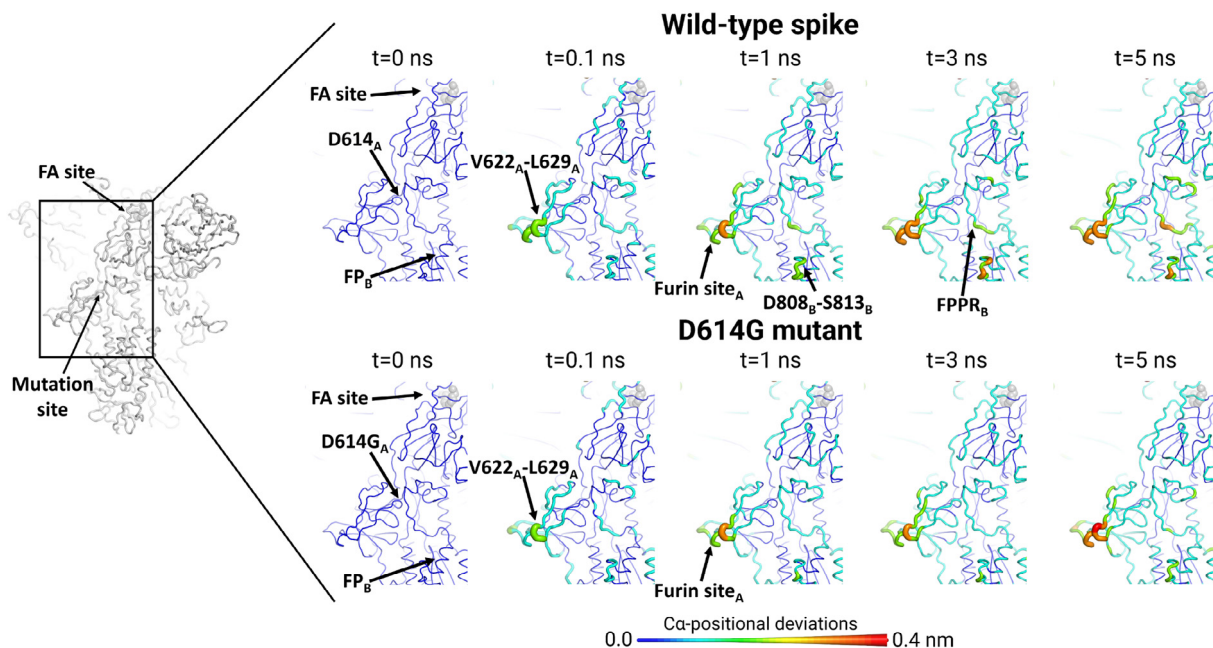 Wild-type spike
t=0 ns
t=0.1 ns
t=1 ns
t=3 ns
t=5 ns
FA site
D614A
V622A-L629A
FA site
FPB
Furin siteA
D808B-S813B
FPPRB
Mutation
site
D614G mutant
t=0 ns
t=0.1 ns
t=1 ns
t=3 ns
t=5 ns
FA site
D614GA
V622A-L629A
FPB
Furin siteA
Cα-positional deviations
0.0
0.4 nm